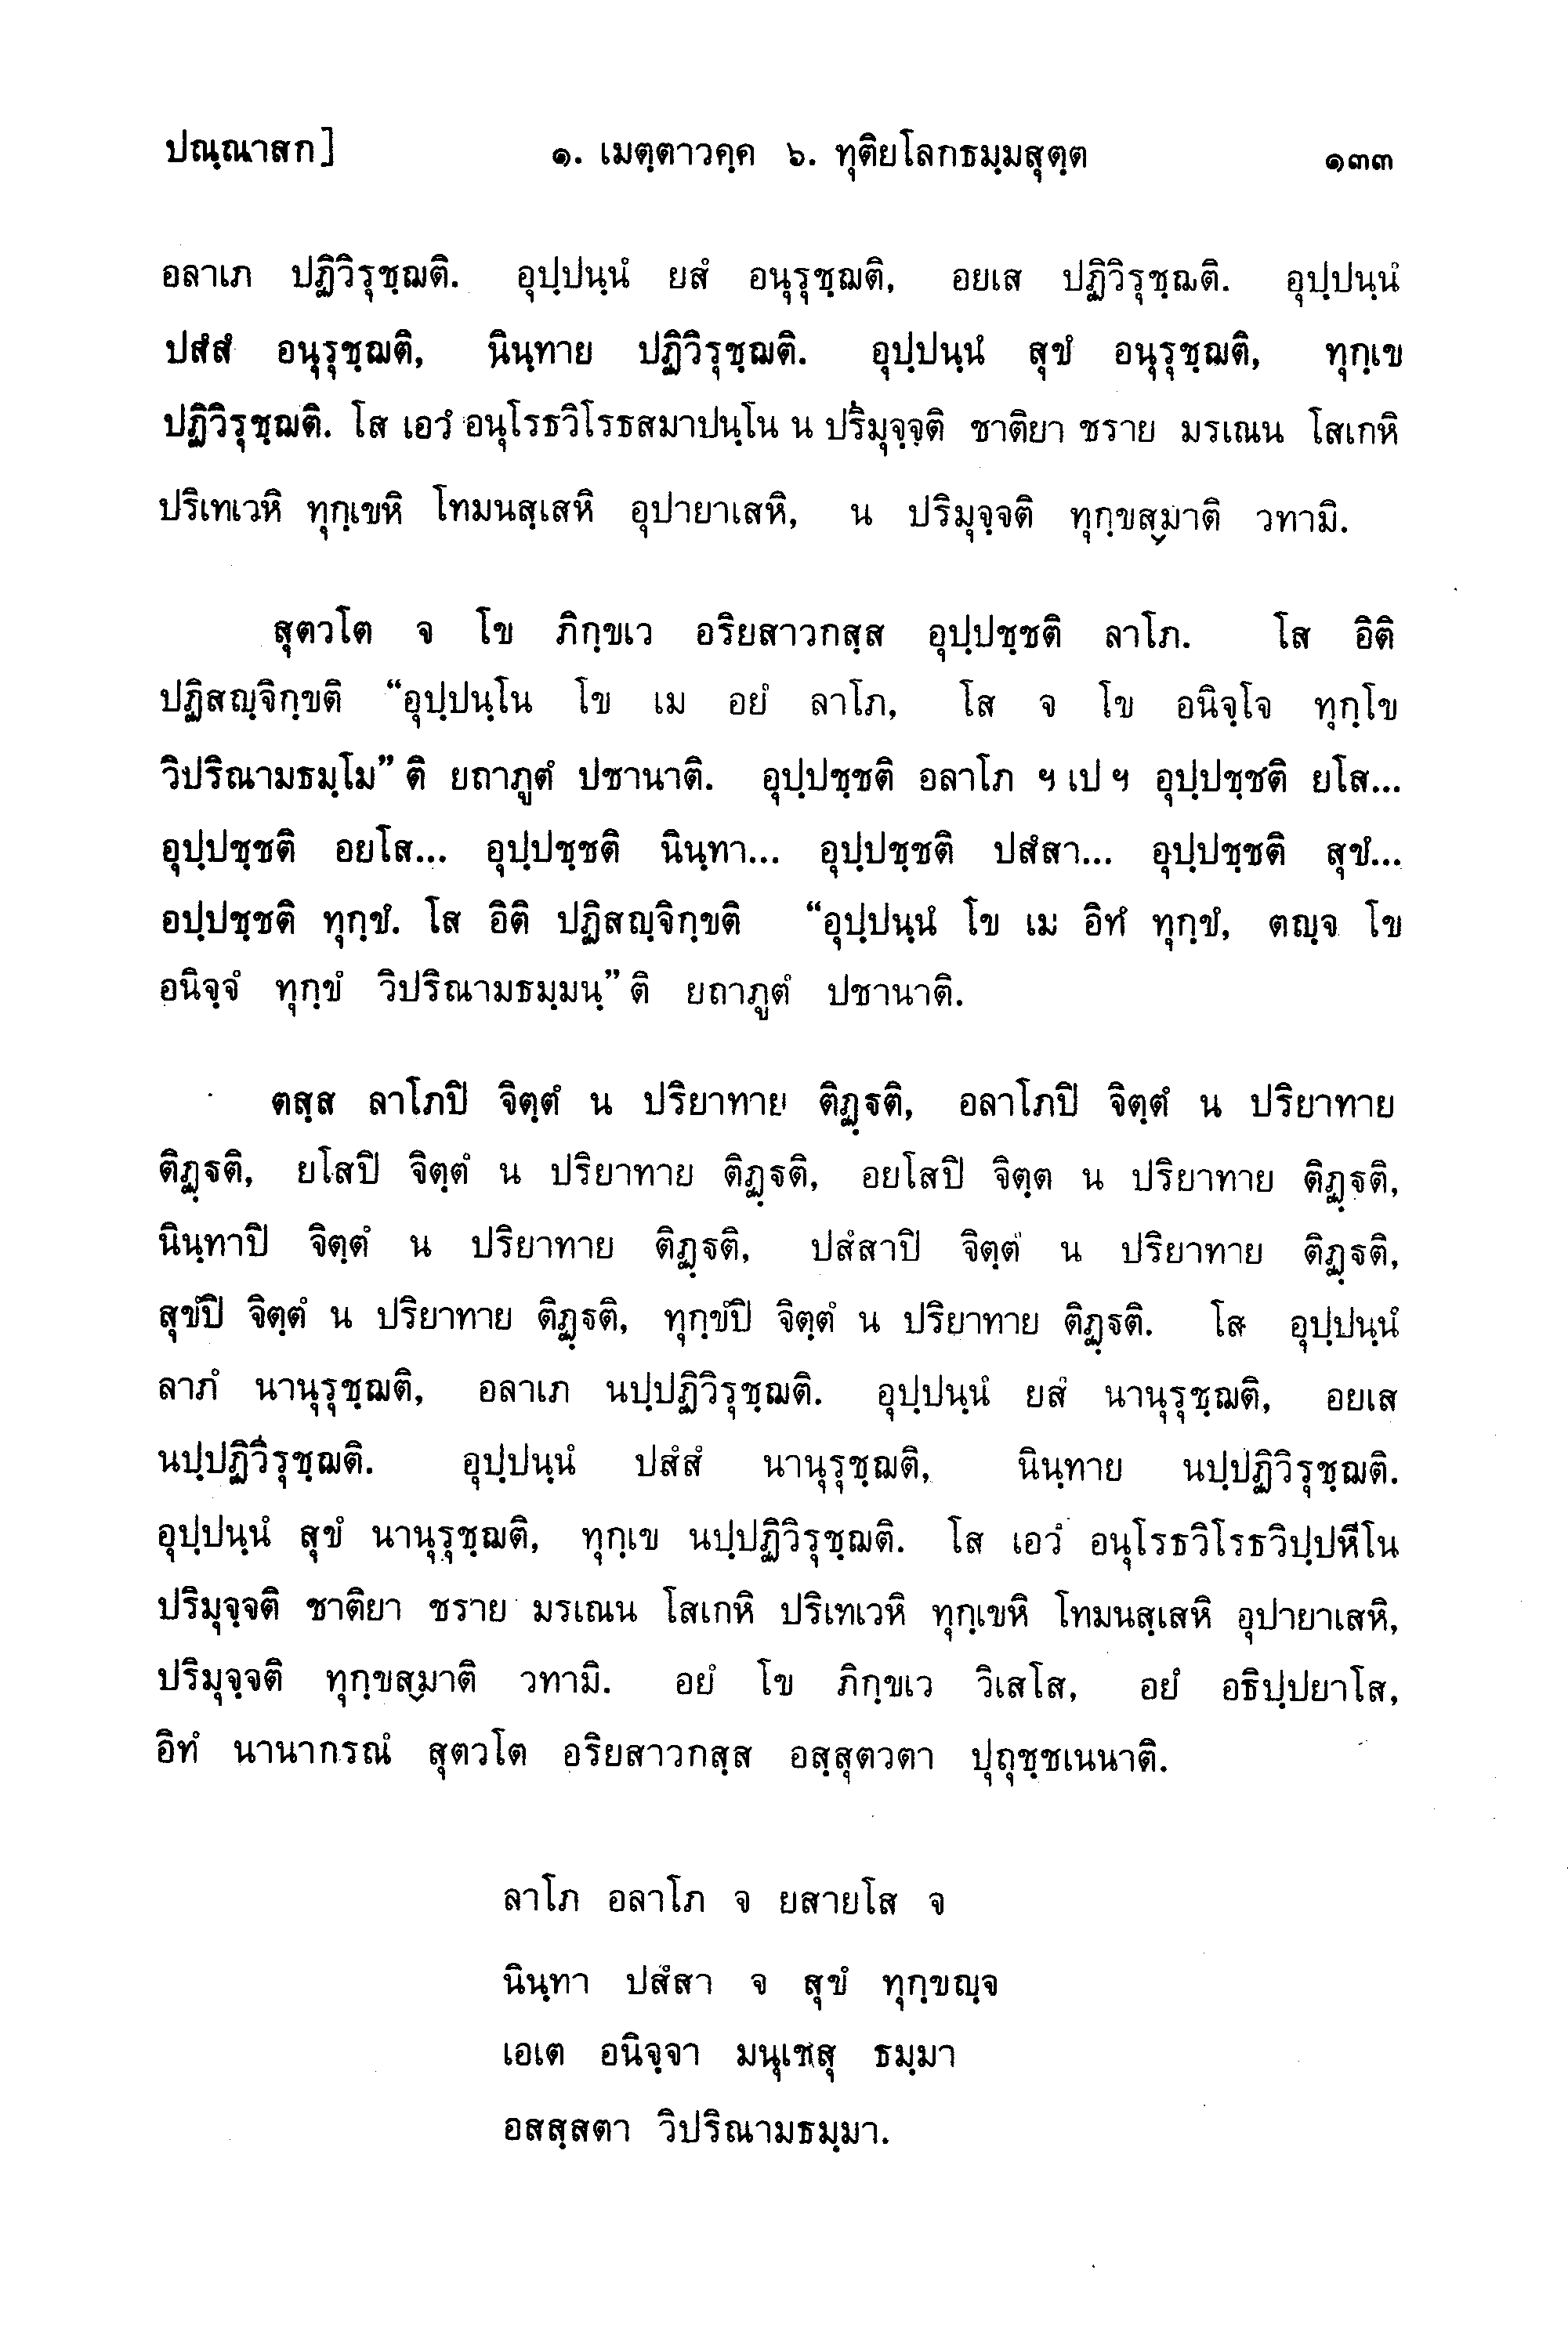 ปณฺณาสก] ๑. เมตฺตาวคฺค ๖. ทุติยโลกธมฺมสุตฺต ๑๓๓
อลาเภ ปฏิวิรุชฺฌติ. อุปฺปนฺนํ ยสํ อนุรุชฺฌติ, อยเส ปฏิวิรุชฺฌติ. อุปฺปนฺนํ
ปสํสํ อนุรุชฺฌติ, นินฺทาย ปฏิวิรุชฺฌติ. อุปฺปนฺนํ สุขํ อนุรุชฺฌติ, ทุกฺเข
ปฏิวิรุชฺฌติ. โส เอวํ อนุโรธวิโรธสมาปนฺโน น ปริมุจฺจติ ชาติยา ชราย มรเณน โสเกหิ
ปริเทเวหิ ทุกฺเขหิ โทมนสฺเสหิ อุปายาเสหิ, น ปริมุจฺจติ ทุกฺขสฺมาติ วทามิ.
สุตวโต จ โข ภิกฺขเว อริยสาวกสฺส อุปฺปชฺชติ ลาโภ. โส อิติ
ปฏิสญฺจิกฺขติ “อุปฺปนฺโน โข เม อยํ ลาโภ, โส จ โข อนิจฺโจ ทุกฺโข
วิปริณามธมฺโม” ติ ยถาภูตํ ปชานาติ. อุปฺปชฺชติ อลาโภ ฯ เป ฯ อุปฺปชฺชติ ยโส...
อุปฺปชฺชติ อยโส... อุปฺปชฺชติ นินฺทา... อุปฺปชฺชติ ปสํสา... อุปฺปชฺชติ สุขํ...
อปฺปชฺชติ ทุกฺขํ. โส อิติ ปฏิสญฺจิกฺขติ “อุปฺปนฺนํ โข เม อิทํ ทุกฺขํ, ตญฺจ โข
อนิจฺจํ ทุกฺขํ วิปริณามธมฺมนฺ” ติ ยถาภูตํ ปชานาติ.
ตสฺส ลาโภปิ จิตฺตํ น ปริยาทาย ติฏฺฐติ, อลาโภปิ จิตฺตํ น ปริยาทาย
ติฏฺฐติ, ยโสปิ จิตฺตํ น ปริยาทาย ติฏฺฐติ, อยโสปิ จิตฺต น ปริยาทาย ติฏฺฐติ,
นินฺทาปิ จิตฺตํ น ปริยาทาย ติฏฺฐติ, ปสํสาปิ จิตฺตํ น ปริยาทาย ติฏฺฐติ,
สุขํปิ จิตฺตํ น ปริยาทาย ติฏฺฐติ, ทุกฺขํปิ จิตฺตํ น ปริยาทาย ติฏฺฐติ. โส อุปฺปนฺนํ
ลาภํ นานุรุชฺฌติ, อลาเภ นปฺปฏิวิรุชฺฌติ. อุปฺปนฺนํ ยสํ นานุรุชฺฌติ, อยเส
นปฺปฏิวิรุชฺฌติ. อุปฺปนฺนํ ปสํสํ นานุรุชฺฌติ, นินฺทาย นปฺปฏิวิรุชฺฌติ.
อุปฺปนฺนํ สุขํ นานุรุชฺฌติ, ทุกฺเข นปฺปฏิวิรุชฺฌติ. โส เอวํ อนุโรธวิโรธวิปฺปหีโน
ปริมุจฺจติ ชาติยา ชราย มรเณน โสเกหิ ปริเทเวหิ ทุกฺเขหิ โทมนสฺเสหิ อุปายาเสหิ,
ปริมุจฺจติ ทุกฺขสฺมาติ วทามิ. อยํ โข ภิกฺขเว วิเสโส, อยํ อธิปฺปยาโส,
อิทํ นานากรณํ สุตวโต อริยสาวกสฺส อสฺสุตวตา ปุถุชฺชเนนาติ.
ลาโภ อลาโภ จ ยสายโส จ
นินฺทา ปสํสา จ สุขํ ทุกฺขญฺจ
เอเต อนิจฺจา มนุเชสุ ธมฺมา
อสสฺสตา วิปริณามธมฺมา.